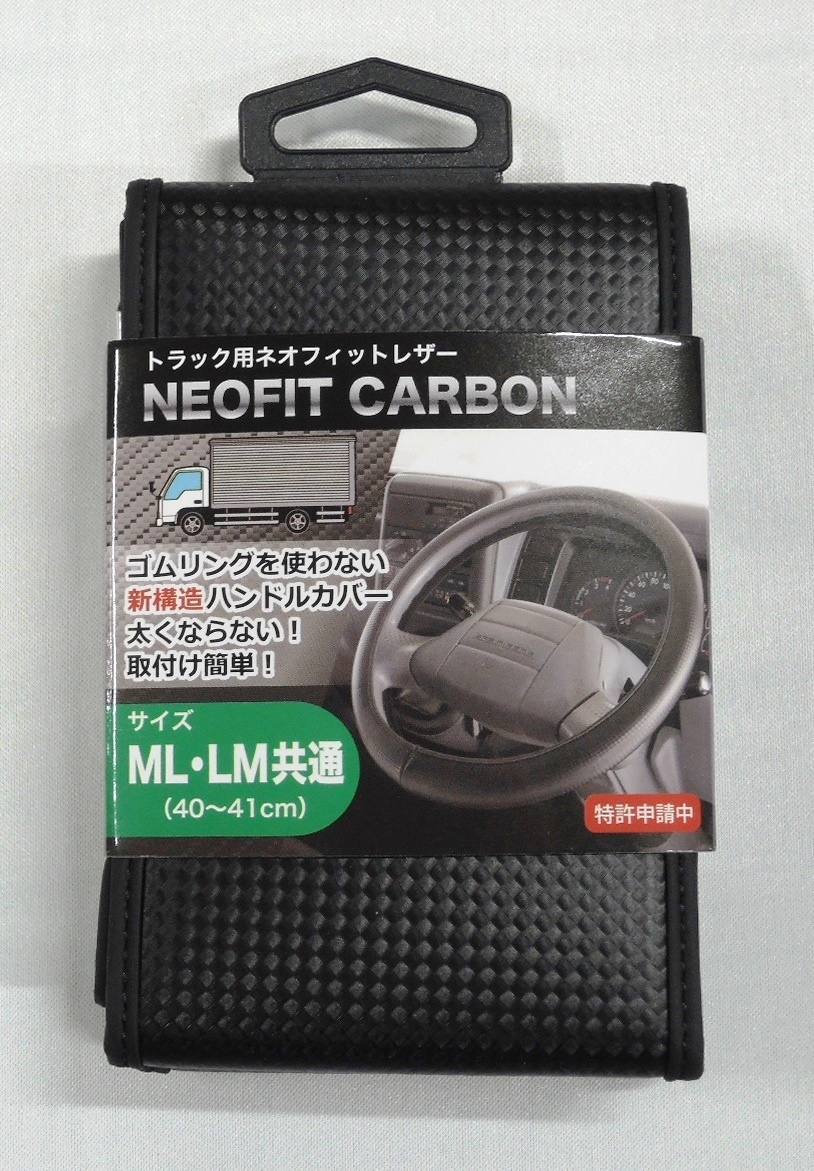 トラック用ネオフィットレザー
NEOFIT CARBON
ゴムリングを使わない
新構造ハンドルカバー
太くならない！
取付け簡単！
サイズ
ML・LM共通
（40〜41cm）
特許申請中